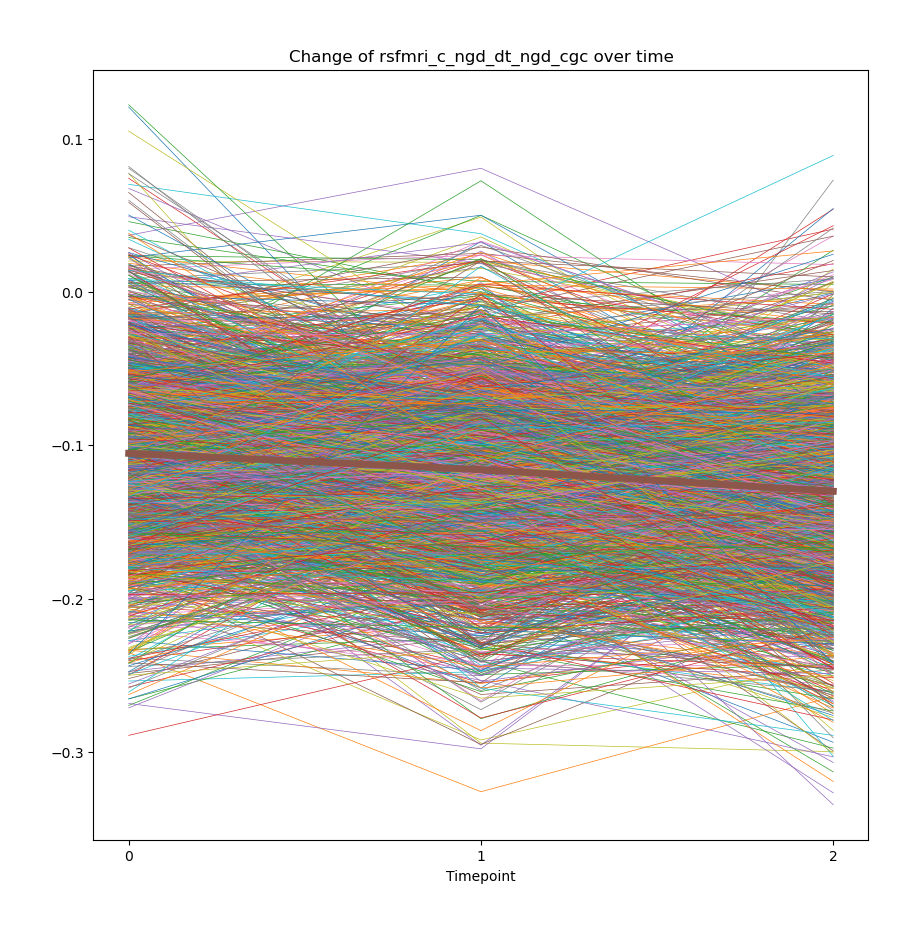 Change of rsfmri_c_ngd_dt_ngd_cgc over time
0.1
0.0
−0.1
−0.2
−0.3
0 1 2
Timepoint